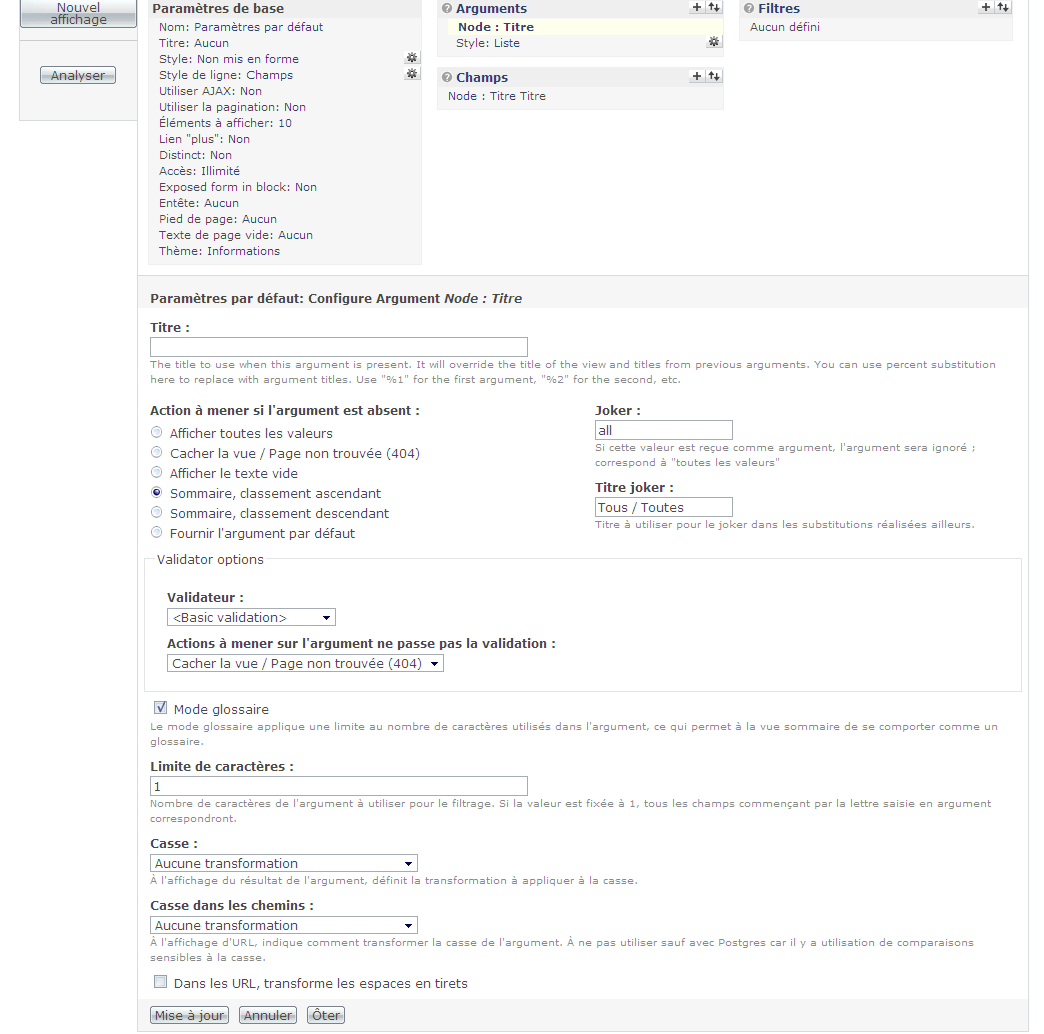 Nouvel
affichage
Analyser
Paramètres de base
Nom: Paramètres par défaut
Titre: Aucun
Style: Non mis en forme
Style de ligne: Champs
Utiliser AJAX: Non
Utiliser la pagination: Non
Éléments à afficher: 10
Lien "plus": Non
Distinct: Non
Accès: Illimité
Exposed form in block: Non
Entête: Aucun
Pied de page: Aucun
Texte de page vide: Aucun
Thème: Informations
Arguments
Node : Titre
Style: Liste
Champs
Node : Titre Titre
Filtres
Aucun défini
Paramètres par défaut: Configure Argument Node : Titre
Titre :
The title to use when this argument is present. It will override the title of the view and titles from previous arguments. You can use percent substitution
here to replace with argument titles. Use "%1" for the first argument, "%2" for the second, etc.
Action à mener si l'argument est absent :
Afficher toutes les valeurs
Cacher la vue / Page non trouvée (404)
Afficher le texte vide
Sommaire, classement ascendant
Sommaire, classement descendant
Fournir l'argument par défaut
Joker :
all
Si cette valeur est reçue comme argument, l'argument sera ignoré ;
correspond à "toutes les valeurs"
Titre joker :
Tous / Toutes
Titre à utiliser pour le joker dans les substitutions réalisées ailleurs.
Validator options
Validateur :
<Basic validation>
Actions à mener sur l'argument ne passe pas la validation :
Cacher la vue / Page non trouvée (404)
Mode glossaire
Le mode glossaire applique une limite au nombre de caractères utilisés dans l'argument, ce qui permet à la vue sommaire de se comporter comme un
glossaire.
Limite de caractères :
1
Nombre de caractères de l'argument à utiliser pour le filtrage. Si la valeur est fixée à 1, tous les champs commençant par la lettre saisie en argument
correspondront.
Casse :
Aucune transformation
À l'affichage du résultat de l'argument, définit la transformation à appliquer à la casse.
Casse dans les chemins :
Aucune transformation
À l'affichage d'URL, indique comment transformer la casse de l'argument. À ne pas utiliser sauf avec Postgres car il y a utilisation de comparaisons
sensibles à la casse.
Dans les URL, transforme les espaces en tirets
Mise à jour Annuler Ôter